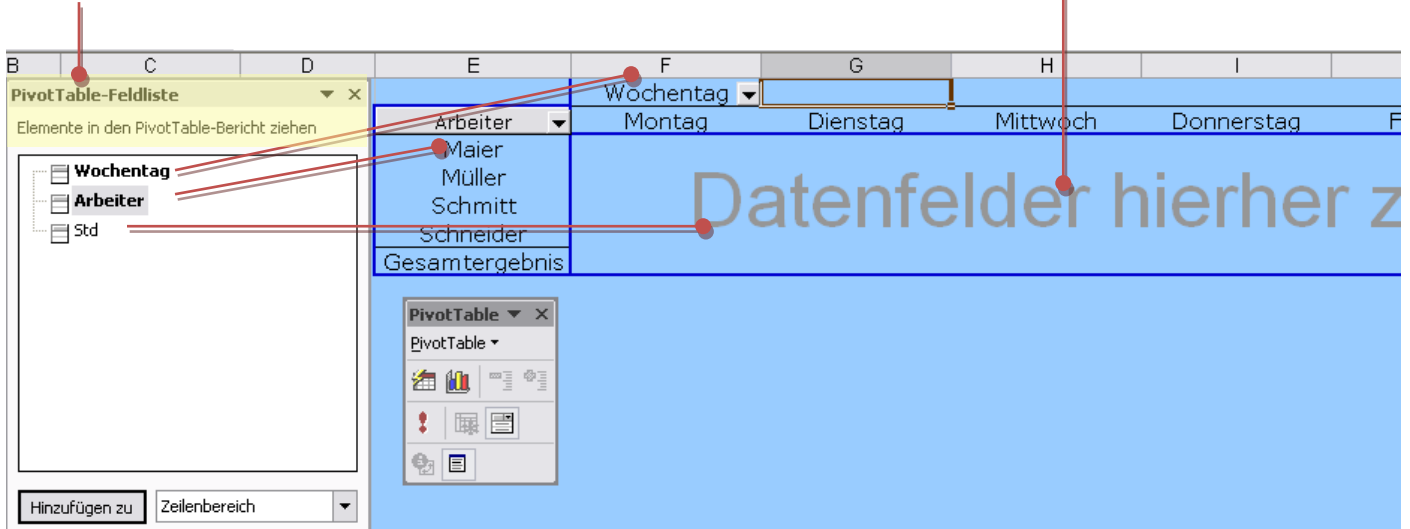 B C D E F G H I
PivotTable-Feldliste
Elemente in den PivotTable-Bericht ziehen
Wochentag
Arbeiter
Std
Hinzufügen zu Zeilenbereich
Wochentag
Arbeiter Montag Dienstag Mittwoch Donnerstag F
Maier
Müller
Schmitt
Schneider
Gesamtergebnis
Datenfelder hierher z
PivotTable
PivotTable